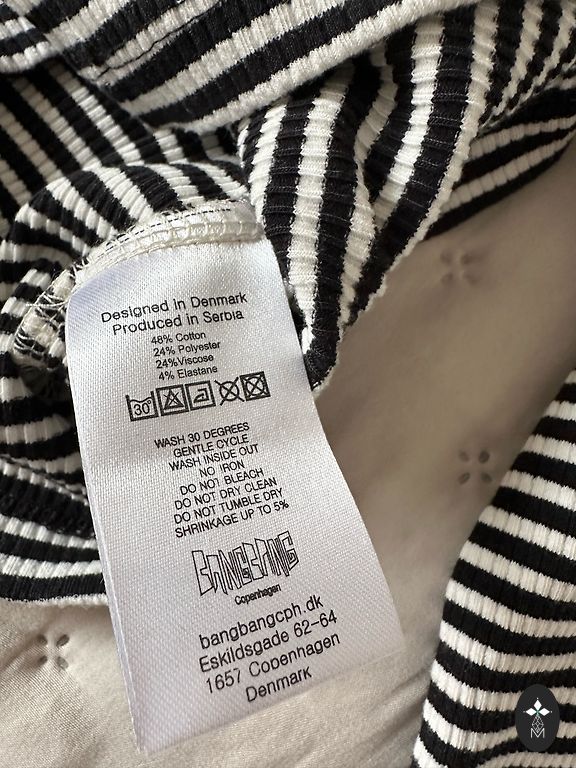 Designed in Denmark
Produced in Serbia
48% Cotton
24% Polyester
24%Viscose
4% Elastane
30°
WASH 30 DEGREES
GENTLE CYCLE
WASH INSIDE OUT
NO IRON
DO NOT BLEACH
DO NOT DRY CLEAN
DO NOT TUMBLE DRY
SHRINKAGE UP TO 5%
BANGBANG
Copenhagen
bangbangcph.dk
Eskildsgade 62-64
1657 Copenhagen
Denmark
M